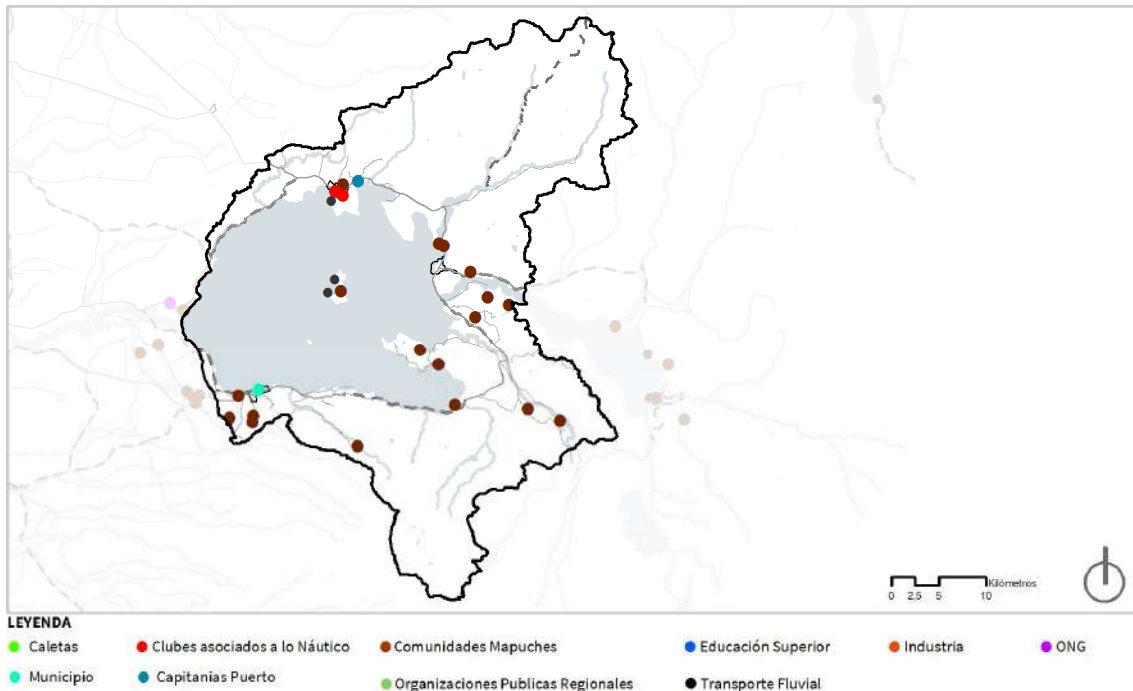 Kilómetros
0 2.5 5 10
LEYENDA
Caletas Clubes asociados a lo Náutico Comunidades Mapuches Educación Superior Industria ONG
Municipio Capitanias Puerto Organizaciones Publicas Regionales Transporte Fluvial